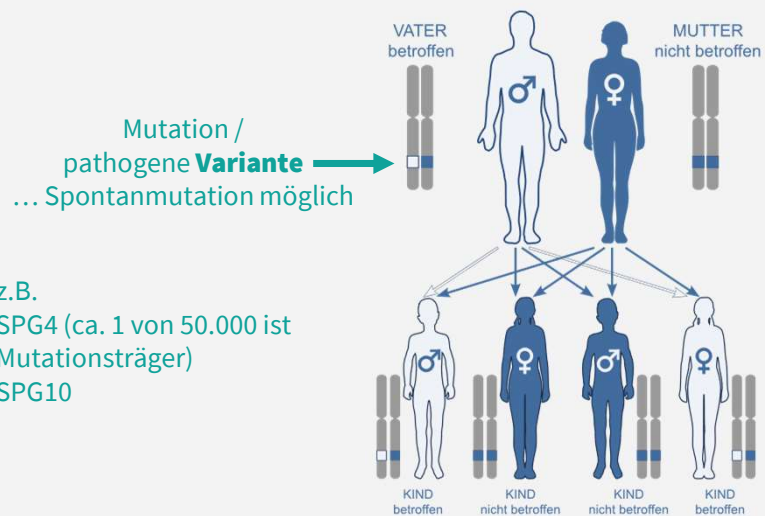 VATER
betroffen
MUTTER
nicht betroffen
Mutation /
pathogene Variante
... Spontanmutation möglich
z.B.
SPG4 (ca. 1 von 50.000 ist
Mutationsträger)
SPG10
KIND
betroffen
KIND
nicht betroffen
KIND
nicht betroffen
KIND
betroffen